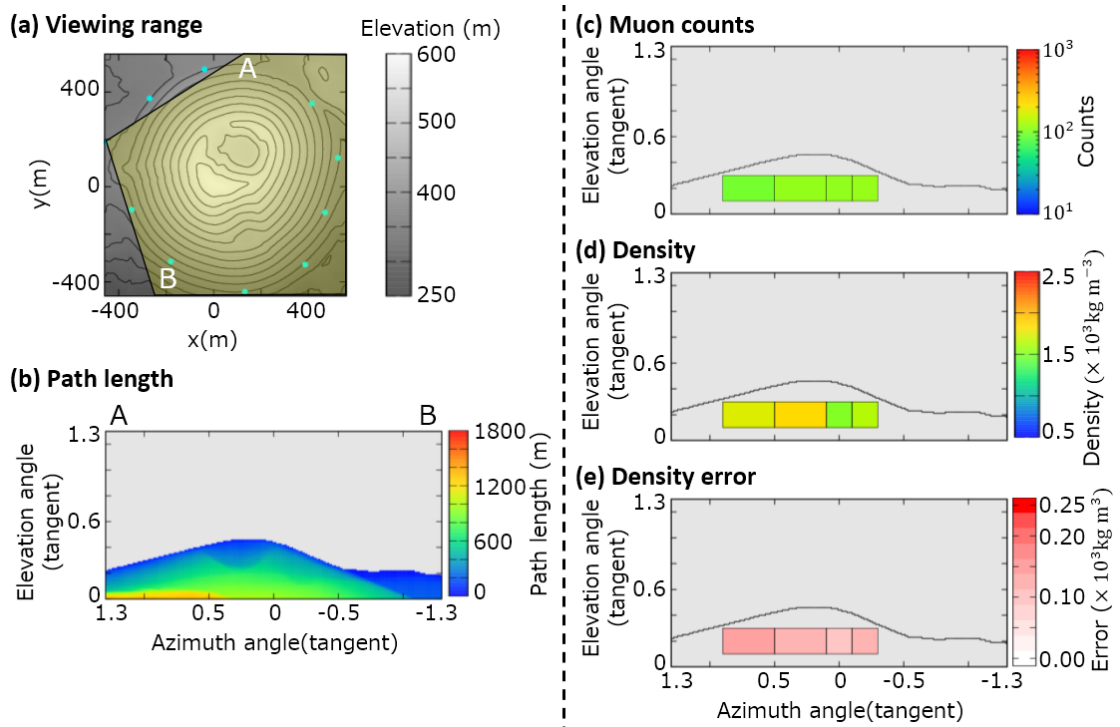 (a) Viewing range
Elevation (m)
A
B
600
500
400
250
400
0
-400
y(m)
-400 0 400
x(m)
(b) Path length
A B
1.3
0.6
0
Elevation angle
(tangent)
1800
1200
600
0
Path length (m)
1.3 0.5 0 -0.5 -1.3
Azimuth angle(tangent)
(c) Muon counts
1.3
0.6
0
Elevation angle
(tangent)
10³
10²
10¹
Counts
(d) Density
1.3
0.6
0
Elevation angle
(tangent)
2.5
1.5
0.5
Density (× 10³kg m⁻³)
(e) Density error
1.3
0.6
0
Elevation angle
(tangent)
0.25
0.20
0.10
0.00
Error (× 10³kg m³)
1.3 0.5 0 -0.5 -1.3
Azimuth angle(tangent)